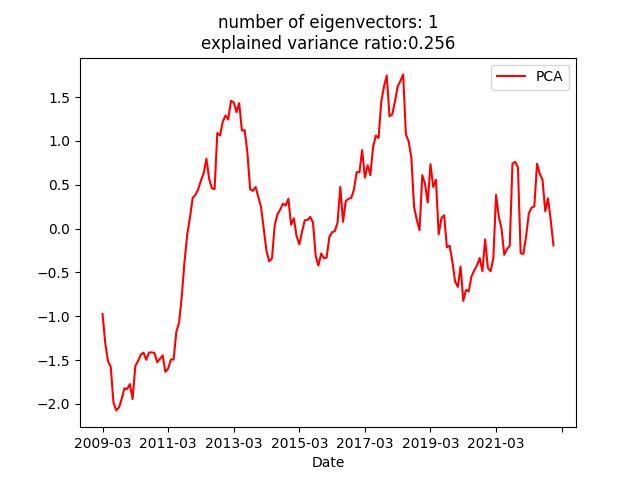 number of eigenvectors: 1
explained variance ratio:0.256
PCA
1.5
1.0
0.5
0.0
−0.5
−1.0
−1.5
−2.0
2009-03 2011-03 2013-03 2015-03 2017-03 2019-03 2021-03
Date